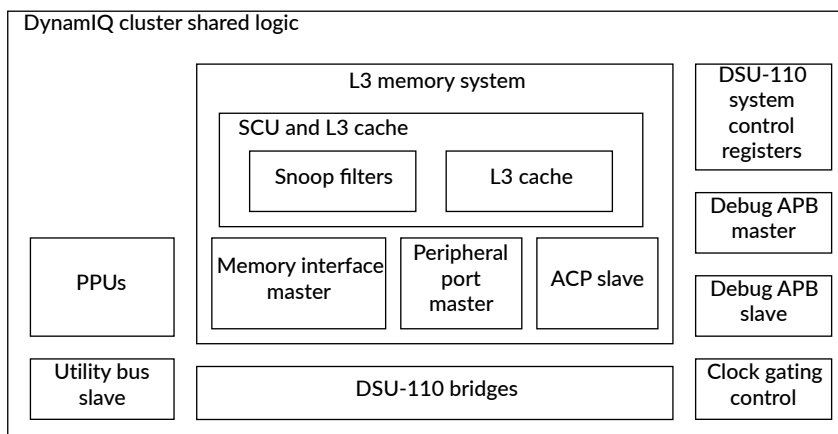 DynamIQ cluster shared logic
L3 memory system
SCU and L3 cache
Snoop filters
L3 cache
Memory interface
master
Peripheral
port
master
ACP slave
PPUs
Utility bus
slave
DSU-110 bridges
DSU-110
system
control
registers
Debug APB
master
Debug APB
slave
Clock gating
control